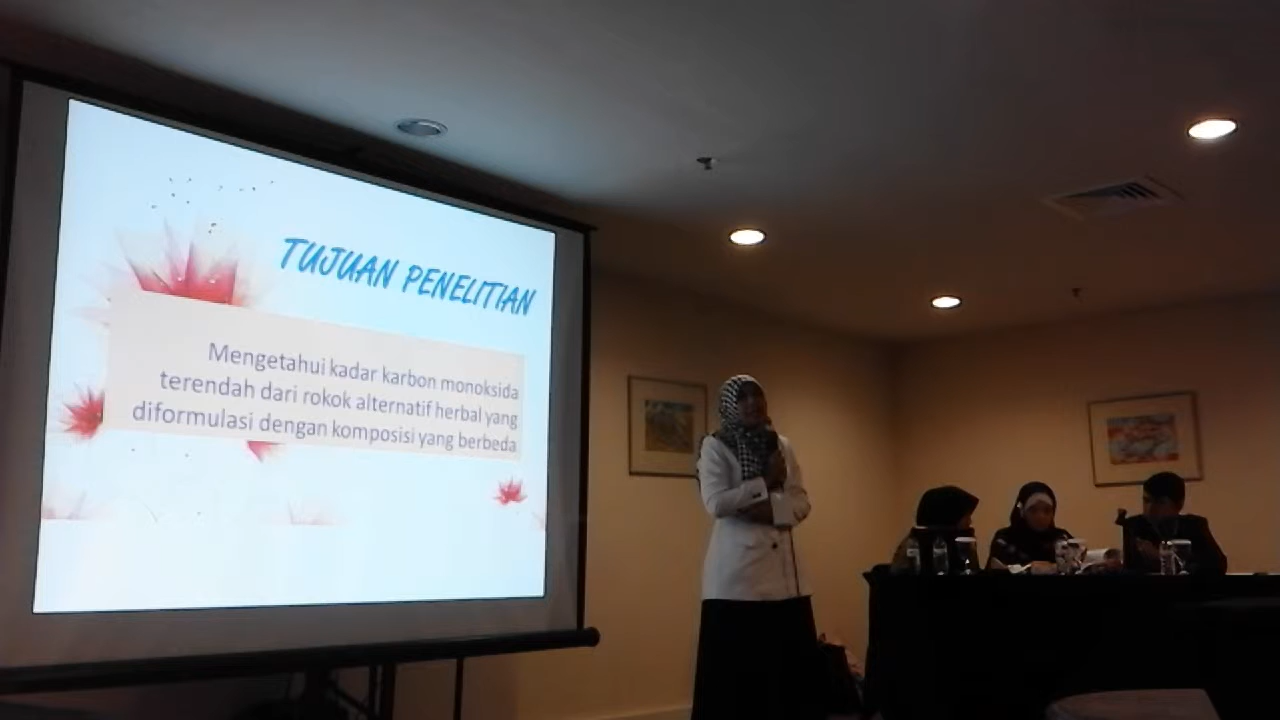 TUJUAN PENELITIAN
Mengetahui kadar karbon monoksida
terendah dari rokok alternatif herbal yang
diformulasi dengan komposisi yang berbeda